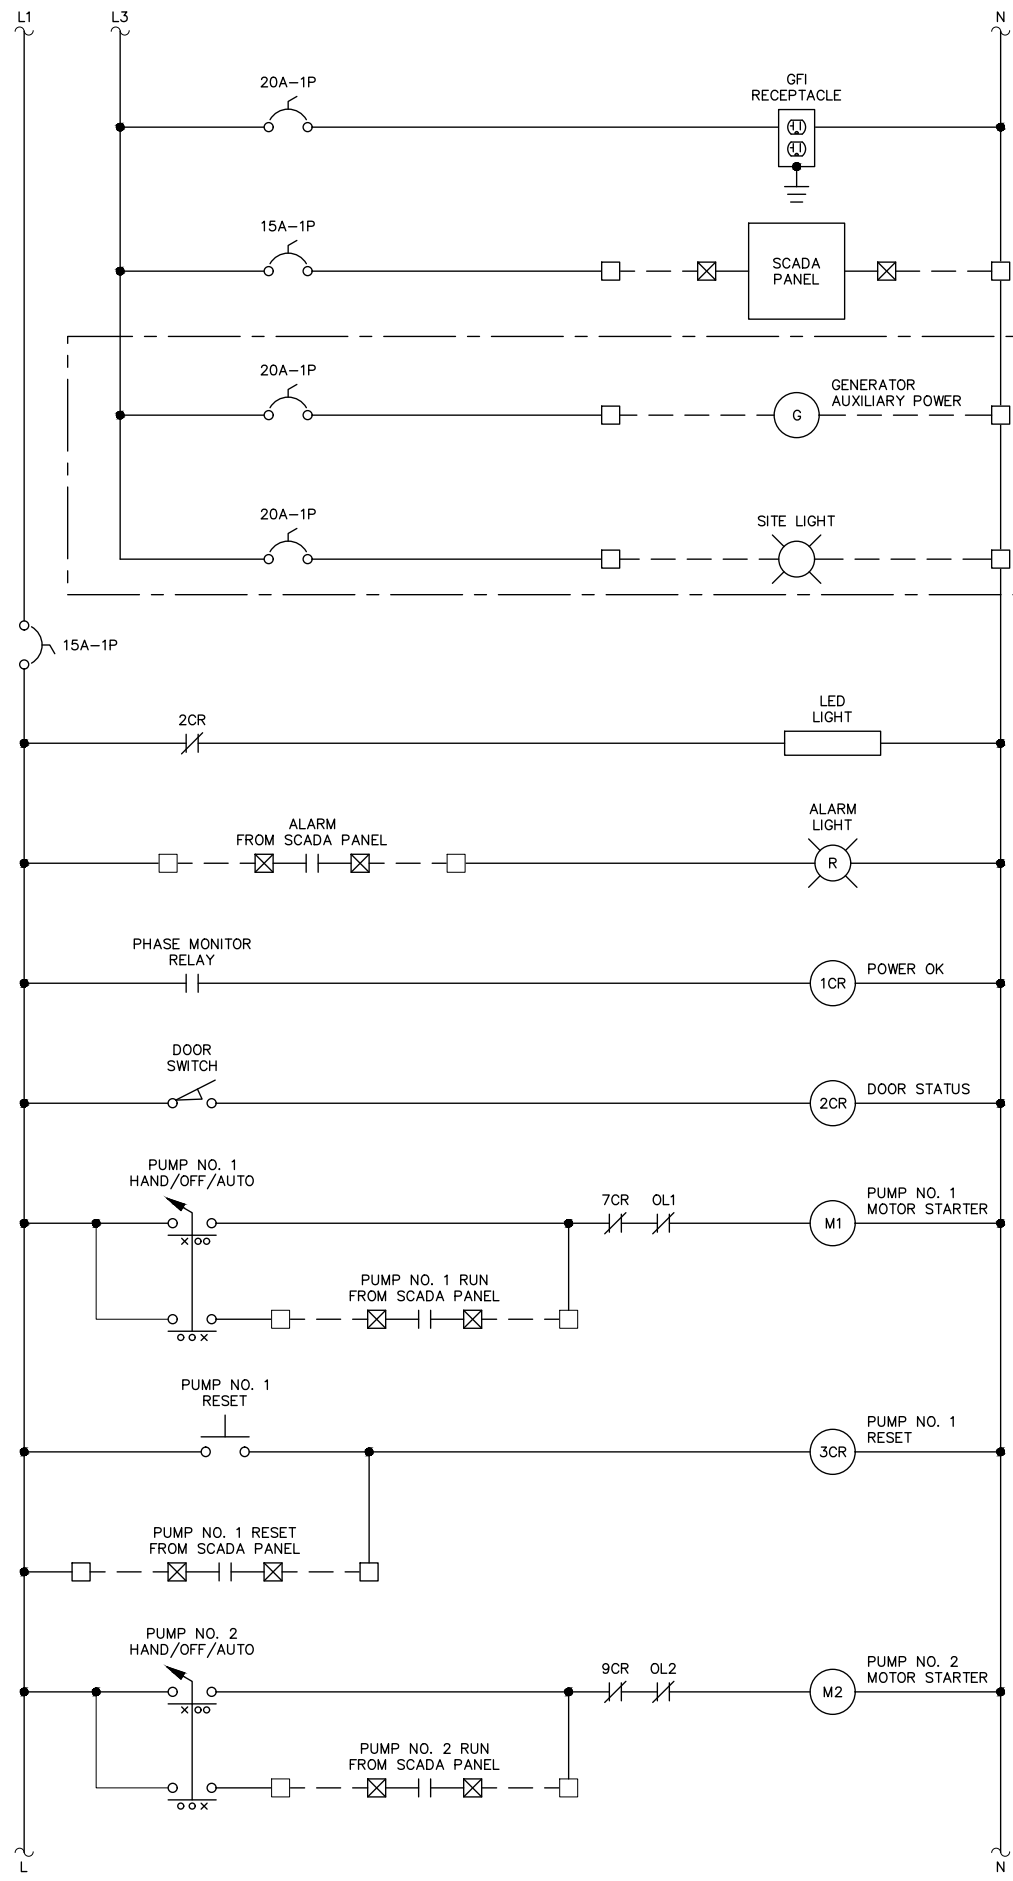 L1
L3
N
20A-1P
GFI
RECEPTACLE
15A-1P
SCADA
PANEL
20A-1P
GENERATOR
AUXILIARY POWER
G
20A-1P
SITE LIGHT
15A-1P
2CR
LED
LIGHT
ALARM
FROM SCADA PANEL
ALARM
LIGHT
R
PHASE MONITOR
RELAY
1CR
POWER OK
DOOR
SWITCH
2CR
DOOR STATUS
PUMP NO. 1
HAND/OFF/AUTO
XOO
7CR
OL1
M1
PUMP NO. 1
MOTOR STARTER
PUMP NO. 1 RUN
FROM SCADA PANEL
OOX
PUMP NO. 1
RESET
3CR
PUMP NO. 1
RESET
PUMP NO. 1 RESET
FROM SCADA PANEL
PUMP NO. 2
HAND/OFF/AUTO
XOO
9CR
OL2
M2
PUMP NO. 2
MOTOR STARTER
PUMP NO. 2 RUN
FROM SCADA PANEL
OOX
L
N